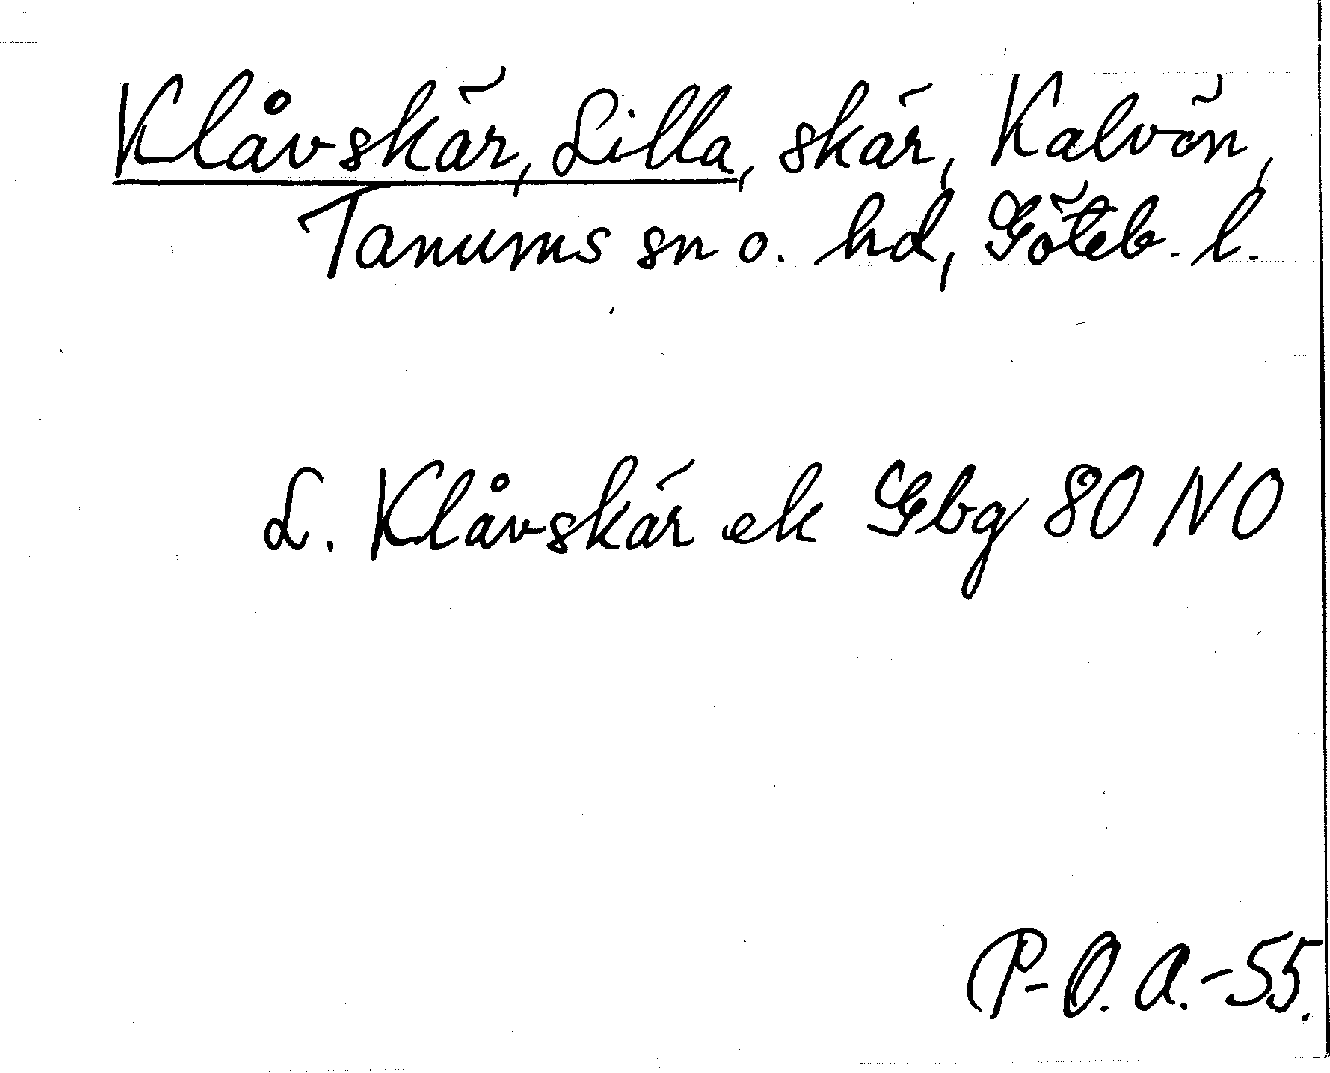 Klåvskär, Lilla, skär, Kalvön,
Tanums sn o. hd, Göteb. l.
L. Klåvskär ek Gbg 80 NO
P-O. A.-55.